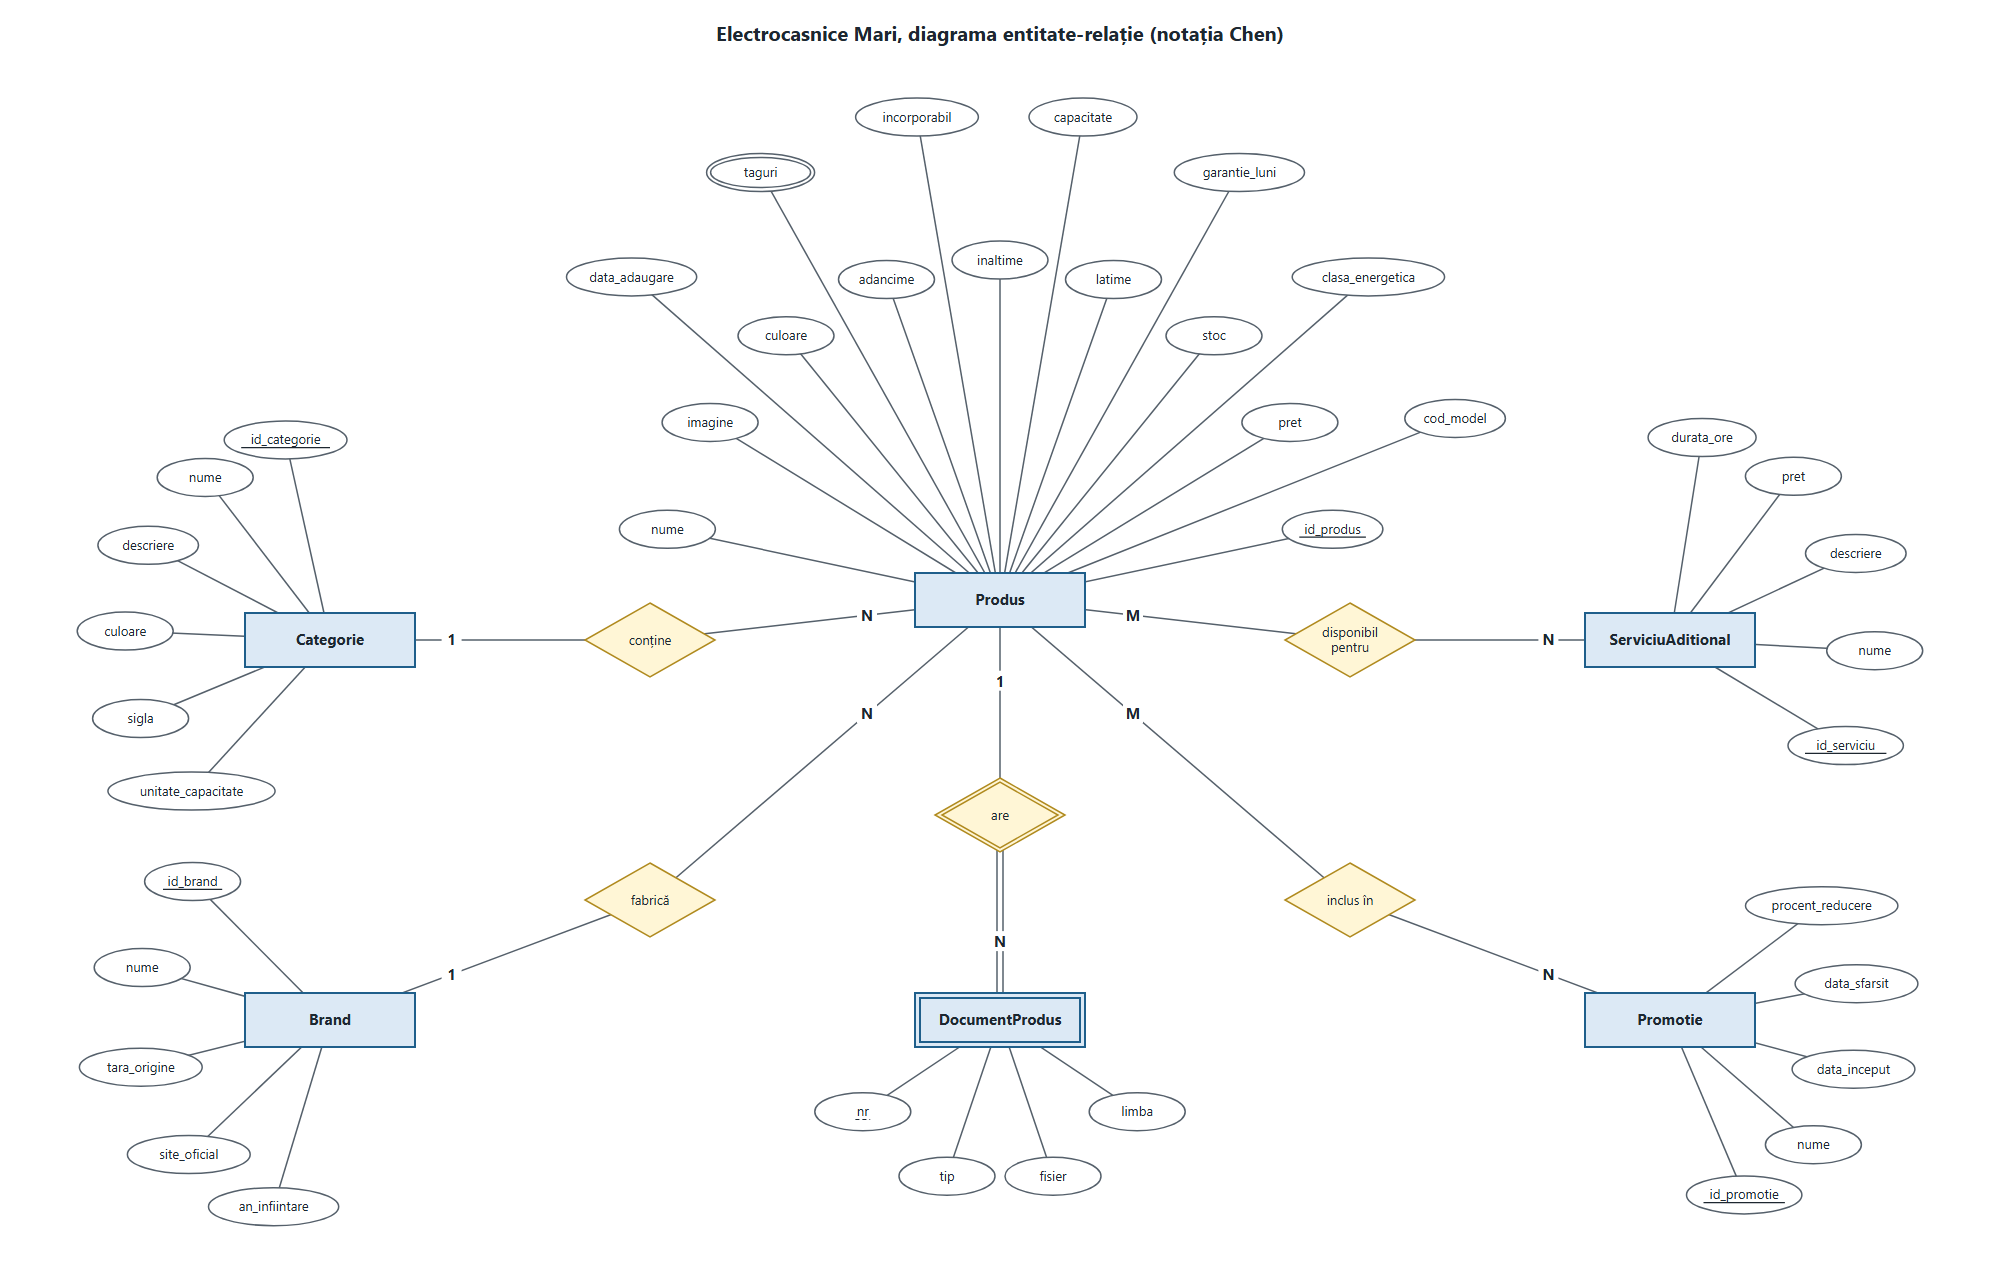 Electrocasnice Mari, diagrama entitate-relație (notația Chen)
incorporabil
capacitate
taguri
garantie_luni
inaltime
data_adaugare
adancime
latime
clasa_energetica
culoare
stoc
imagine
pret
cod_model
id_categorie
durata_ore
nume
pret
nume
id_produs
descriere
descriere
Produs
N
M
culoare
Categorie
1
conține
disponibil
pentru
N
ServiciuAditional
nume
1
sigla
N
M
id_serviciu
unitate_capacitate
are
id_brand
fabrică
inclus în
procent_reducere
N
nume
1
N
data_sfarsit
Brand
DocumentProdus
Promotie
tara_origine
data_inceput
nr
limba
site_oficial
nume
tip
fisier
an_infiintare
id_promotie